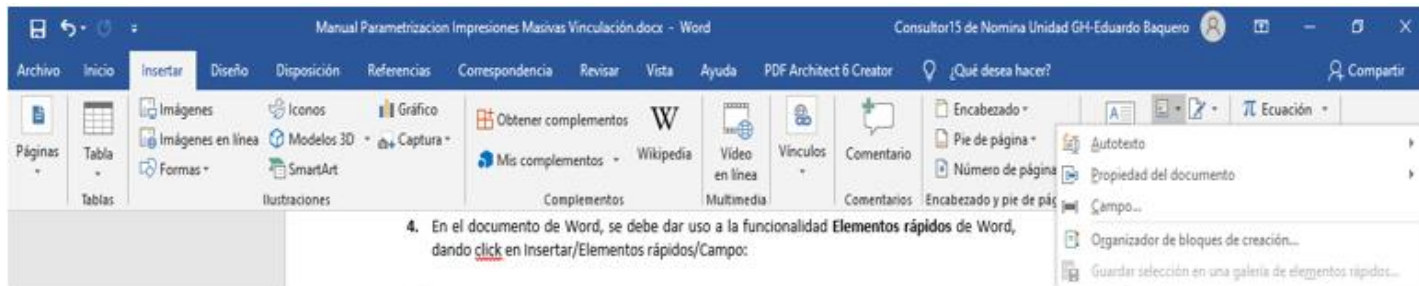 Manual Parametrizacion Impresiones Masivas Vinculación.docx - Word
Consultor15 de Nomina Unidad GH-Eduardo Baquero
Archivo Inicio Insertar Diseño Disposición Referencias Correspondencia Revisar Vista Ayuda PDF Architect 6 Creator ¿Qué desea hacer? Compartir
Imágenes Iconos Gráfico Obtener complementos W Encabezado A π Ecuación
Páginas Tabla Imágenes en línea Modelos 3D Captura Mis complementos Wikipedia Vídeo en línea Vínculos Comentario Pie de página Autotexto
Formas SmartArt Número de página Propiedad del documento
Tablas Ilustraciones Complementos Multimedia Comentarios Encabezado y pie de pág Campo...
4. En el documento de Word, se debe dar uso a la funcionalidad Elementos rápidos de Word,
Organizador de bloques de creación...
dando click en Insertar/Elementos rápidos/Campo:
Guardar selección en una galería de elementos rápidos...